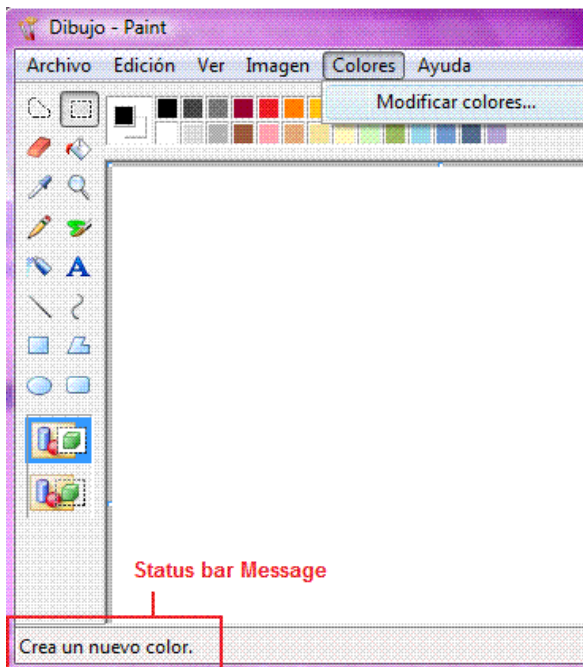 Dibujo - Paint
Archivo Edición Ver Imagen Colores Ayuda
Modificar colores...
A
Status bar Message
Crea un nuevo color.